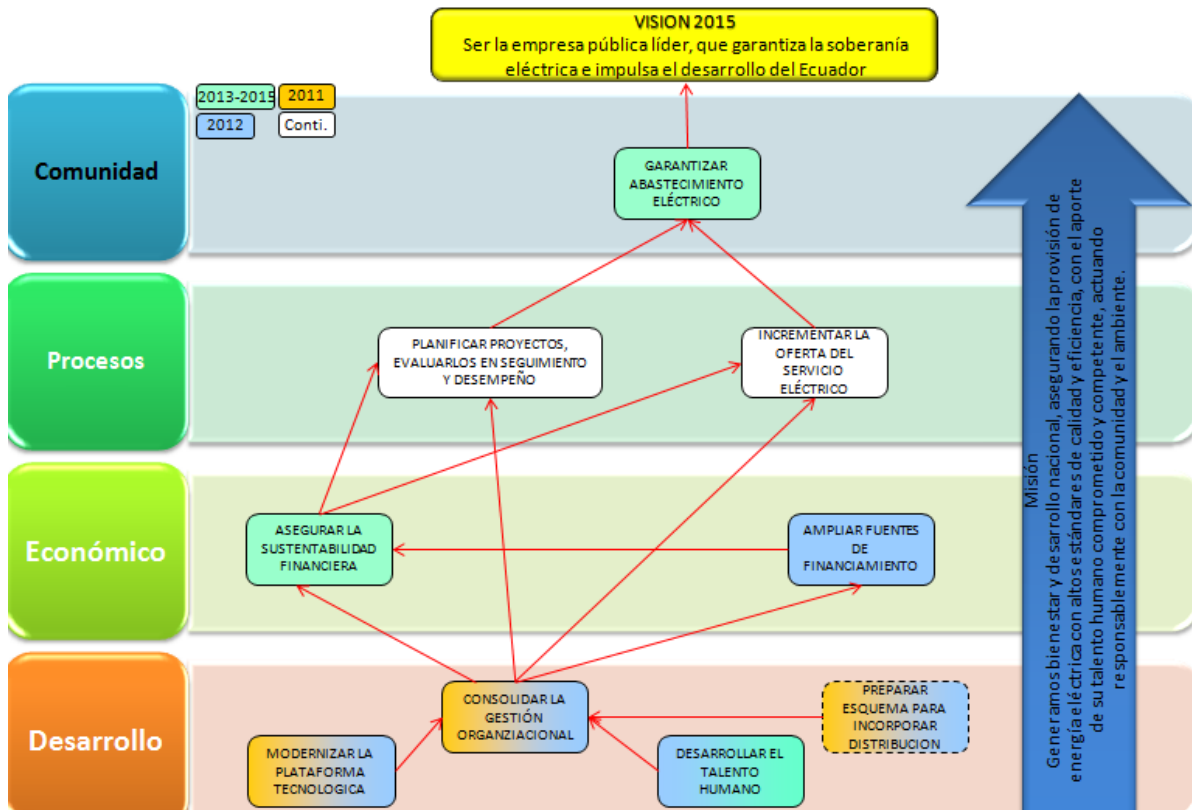 VISION 2015
Ser la empresa pública líder, que garantiza la soberanía
eléctrica e impulsa el desarrollo del Ecuador
2013-2015
2011
2012
Conti.
Comunidad
GARANTIZAR
ABASTECIMIENTO
ELÉCTRICO
Procesos
PLANIFICAR PROYECTOS,
EVALUARLOS EN SEGUIMIENTO
Y DESEMPEÑO
INCREMENTAR LA
OFERTA DEL
SERVICIO
ELÉCTRICO
Económico
ASEGURAR LA
SUSTENTABILIDAD
FINANCIERA
AMPLIAR FUENTES
DE
FINANCIAMIENTO
Desarrollo
CONSOLIDAR LA
GESTIÓN
ORGANZIACIONAL
PREPARAR
ESQUEMA PARA
INCORPORAR
DISTRIBUCION
MODERNIZAR LA
PLATAFORMA
TECNOLOGICA
DESARROLLAR EL
TALENTO
HUMANO
Misión
Generamos bienestar y desarrollo nacional, asegurando la provisión de
energía eléctrica con altos estándares de calidad y eficiencia, con el aporte
de su talento humano comprometido y competente, actuando
responsablemente con la comunidad y el ambiente.